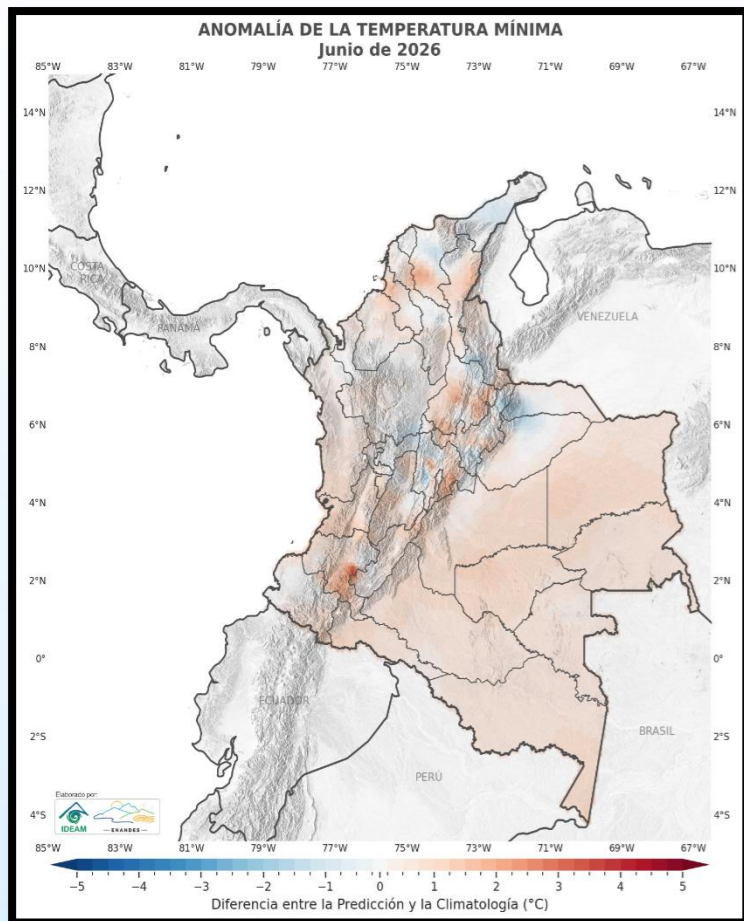 ANOMALÍA DE LA TEMPERATURA MÍNIMA
Junio de 2026
85°W 83°W 81°W 79°W 77°W 75°W 73°W 71°W 69°W 67°W
14°N 14°N
12°N 12°N
10°N 10°N
COSTA
RICA
VENEZUELA
PANAMÁ
8°N 8°N
6°N 6°N
4°N 4°N
2°N 2°N
0° 0°
ECUADOR
BRASIL
2°S 2°S
PERÚ
Elaborado por:
IDEAM
ENANDES
4°S 4°S
85°W 83°W 81°W 79°W 77°W 75°W 73°W 71°W 69°W 67°W
−5 −4 −3 −2 −1 0 1 2 3 4 5
Diferencia entre la Predicción y la Climatología (°C)